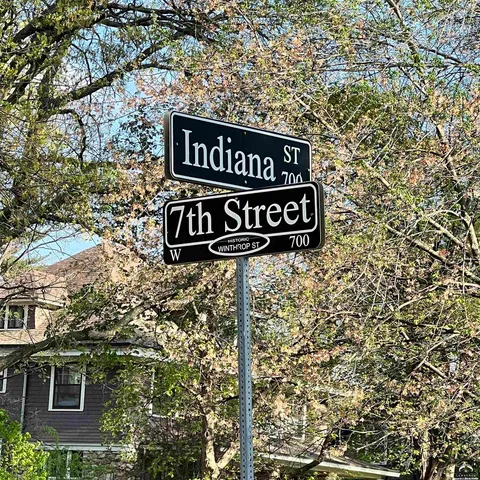 Indiana ST
700
7th Street
HISTORIC
WINTHROP ST
W 700